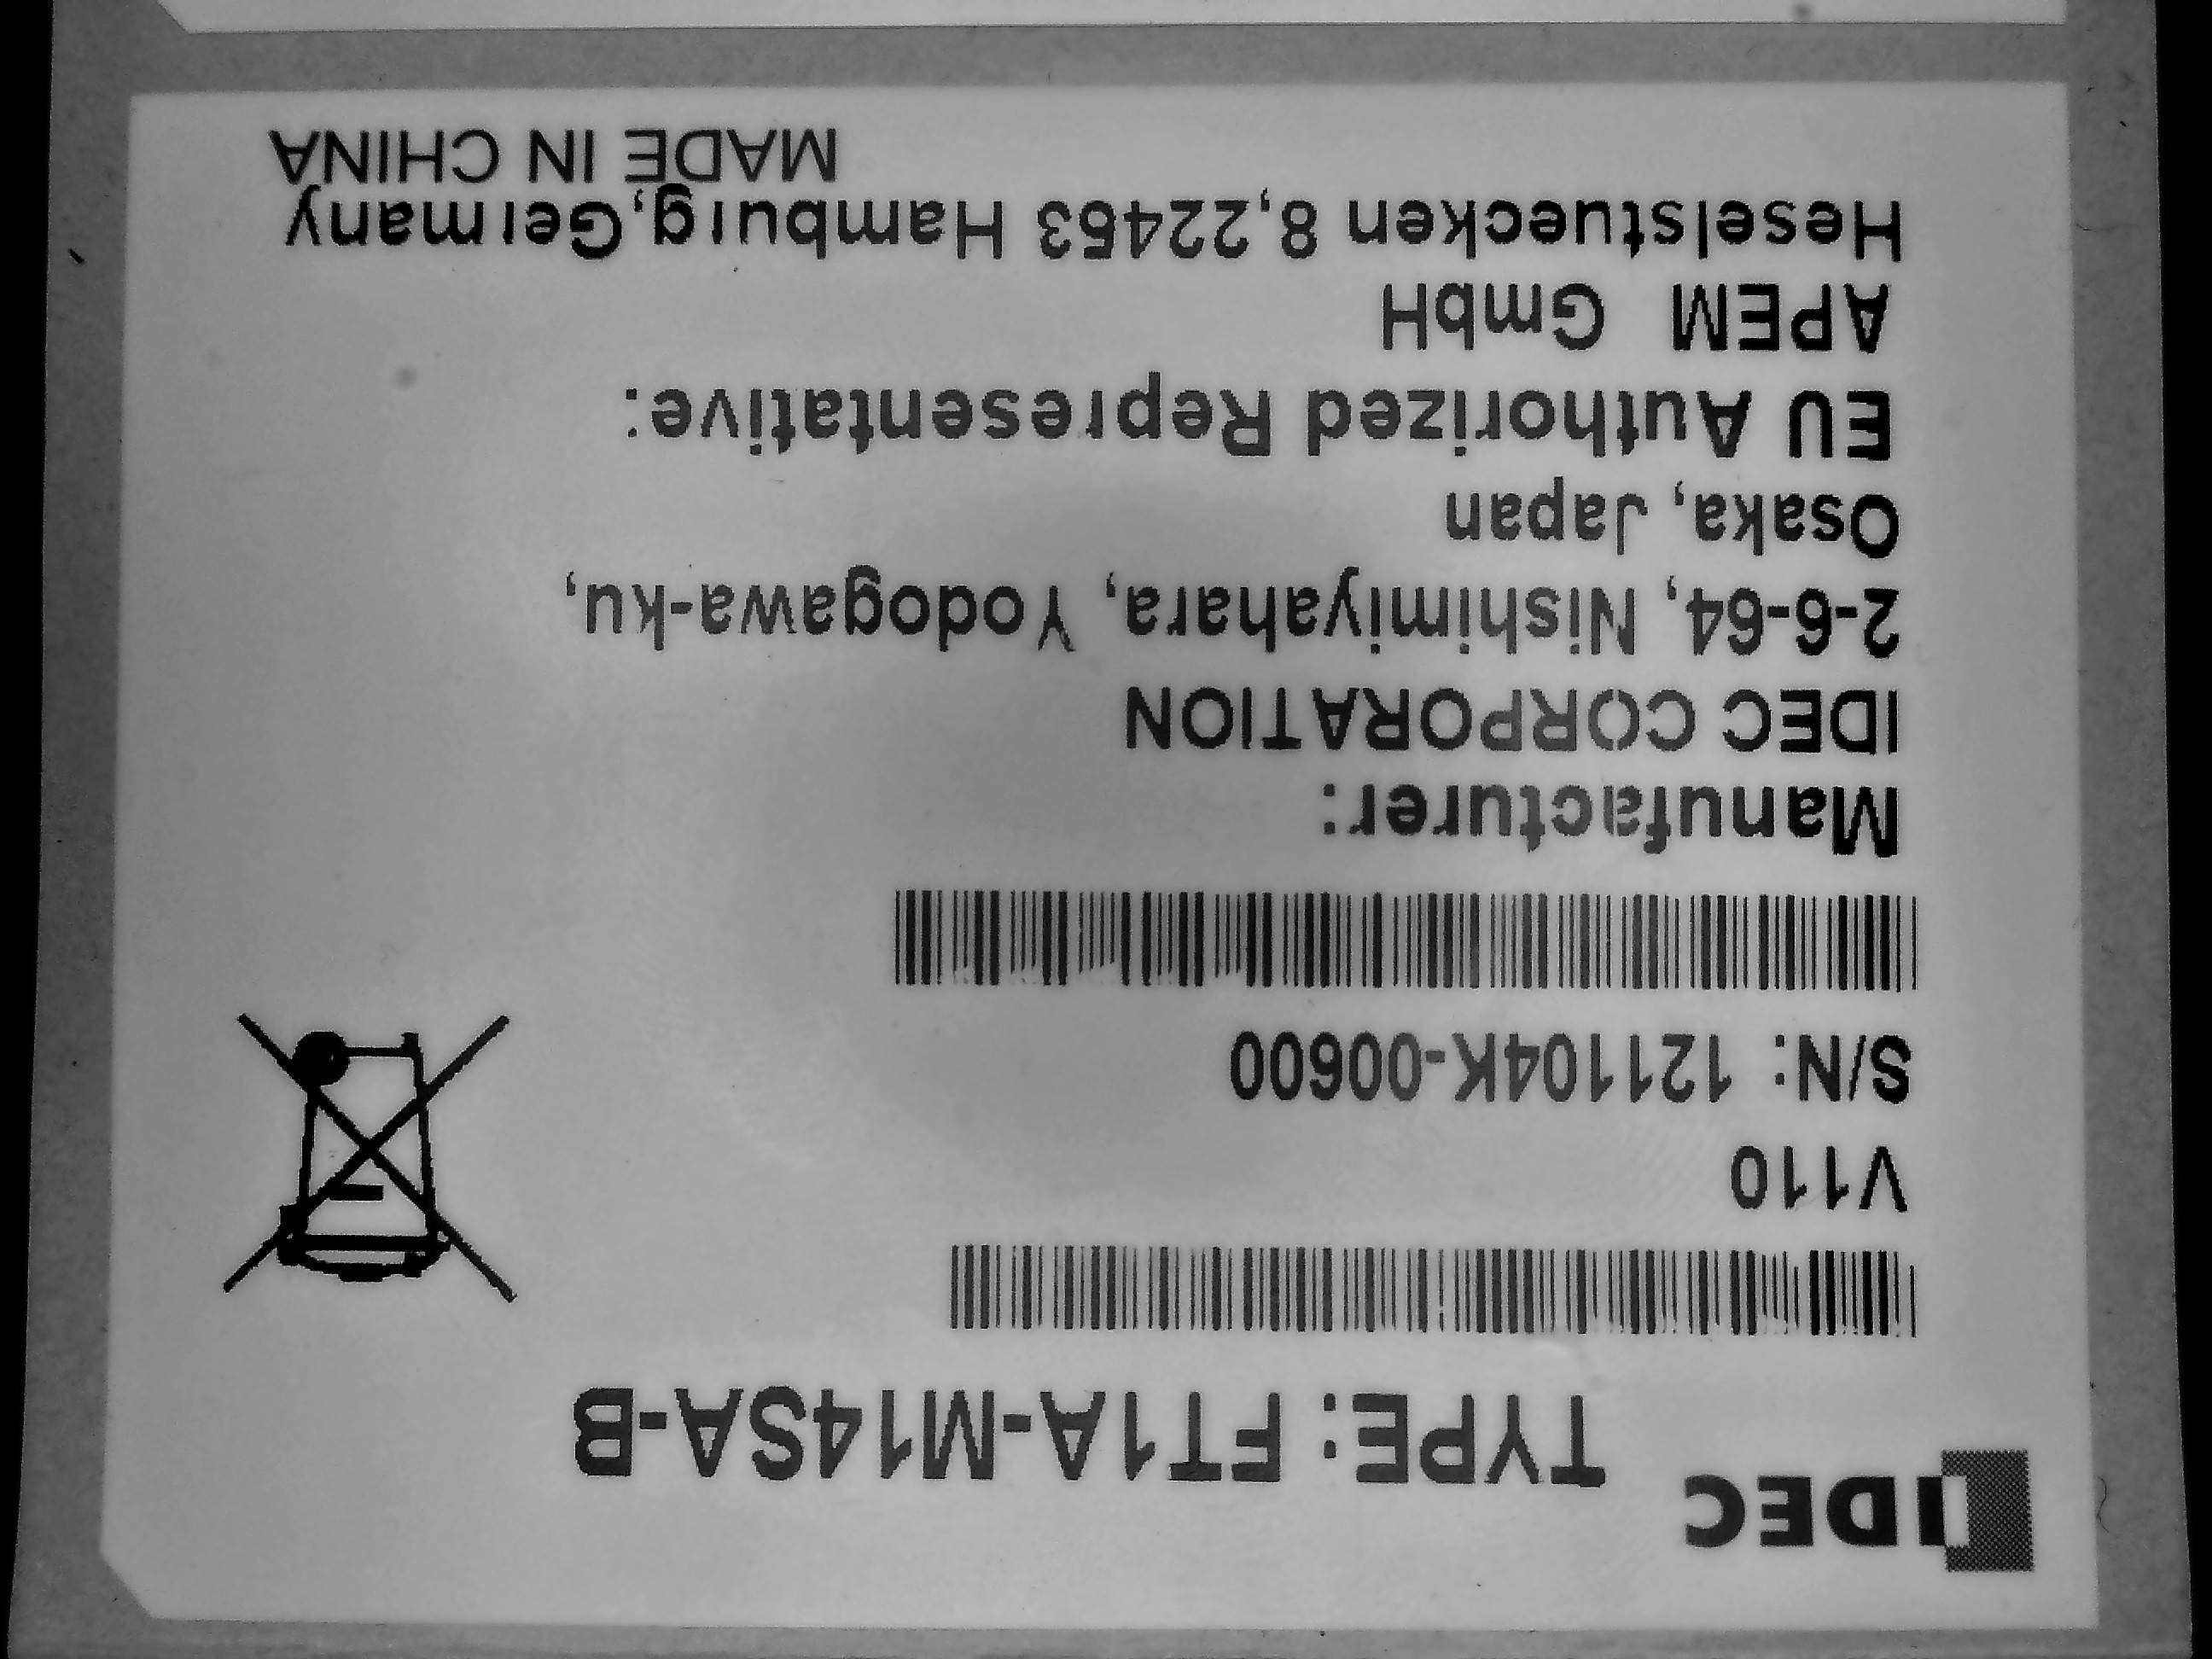 IDEC TYPE: FT1A-M14SA-B
V110
S/N: 121104K-00600
Manufacturer:
IDEC CORPORATION
2-6-64, Nishimiyahara, Yodogawa-ku,
Osaka, Japan
EU Authorized Representative:
APEM GmbH
Heselstuecken 8,22453 Hamburg,Germany
MADE IN CHINA